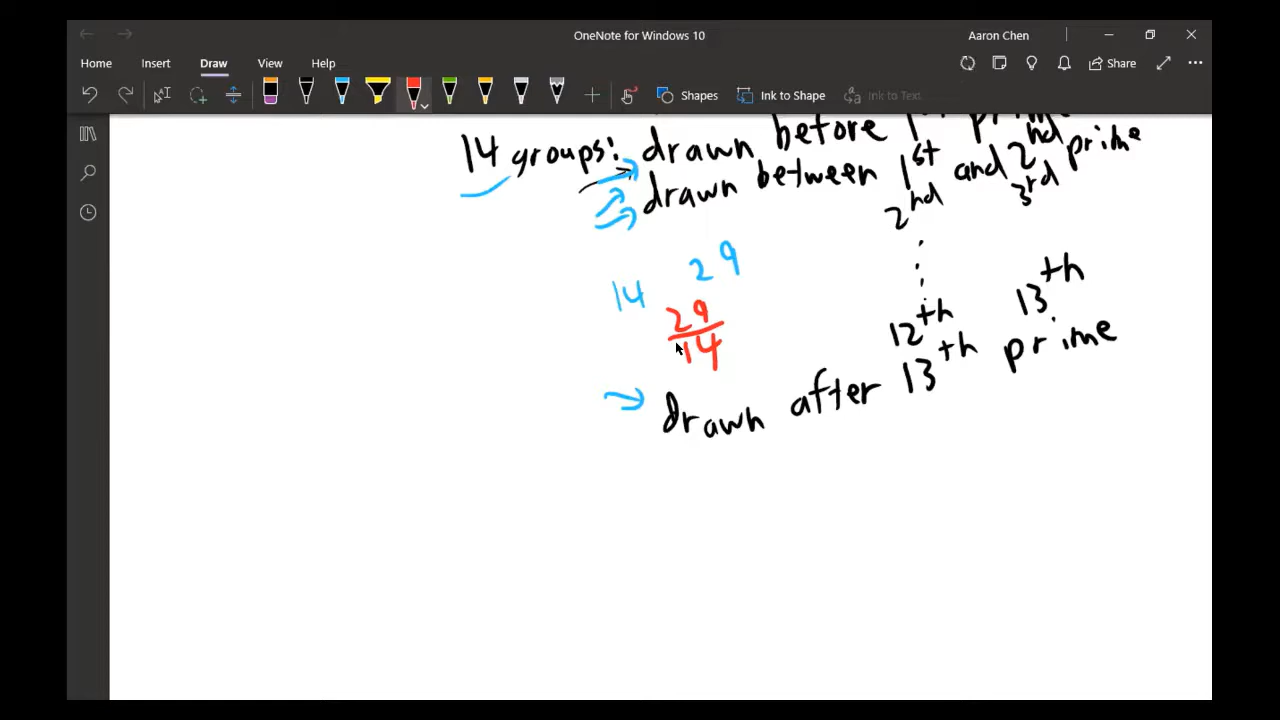 OneNote for Windows 10
Aaron Chen
Home Insert Draw View Help
Share
Shapes
Ink to Shape
Ink to Text
14 groups: drawn before 1st prime
drawn between 1st and 2nd prime
2nd 3rd
14 29
29
14
12th 13th
drawn after 13th prime